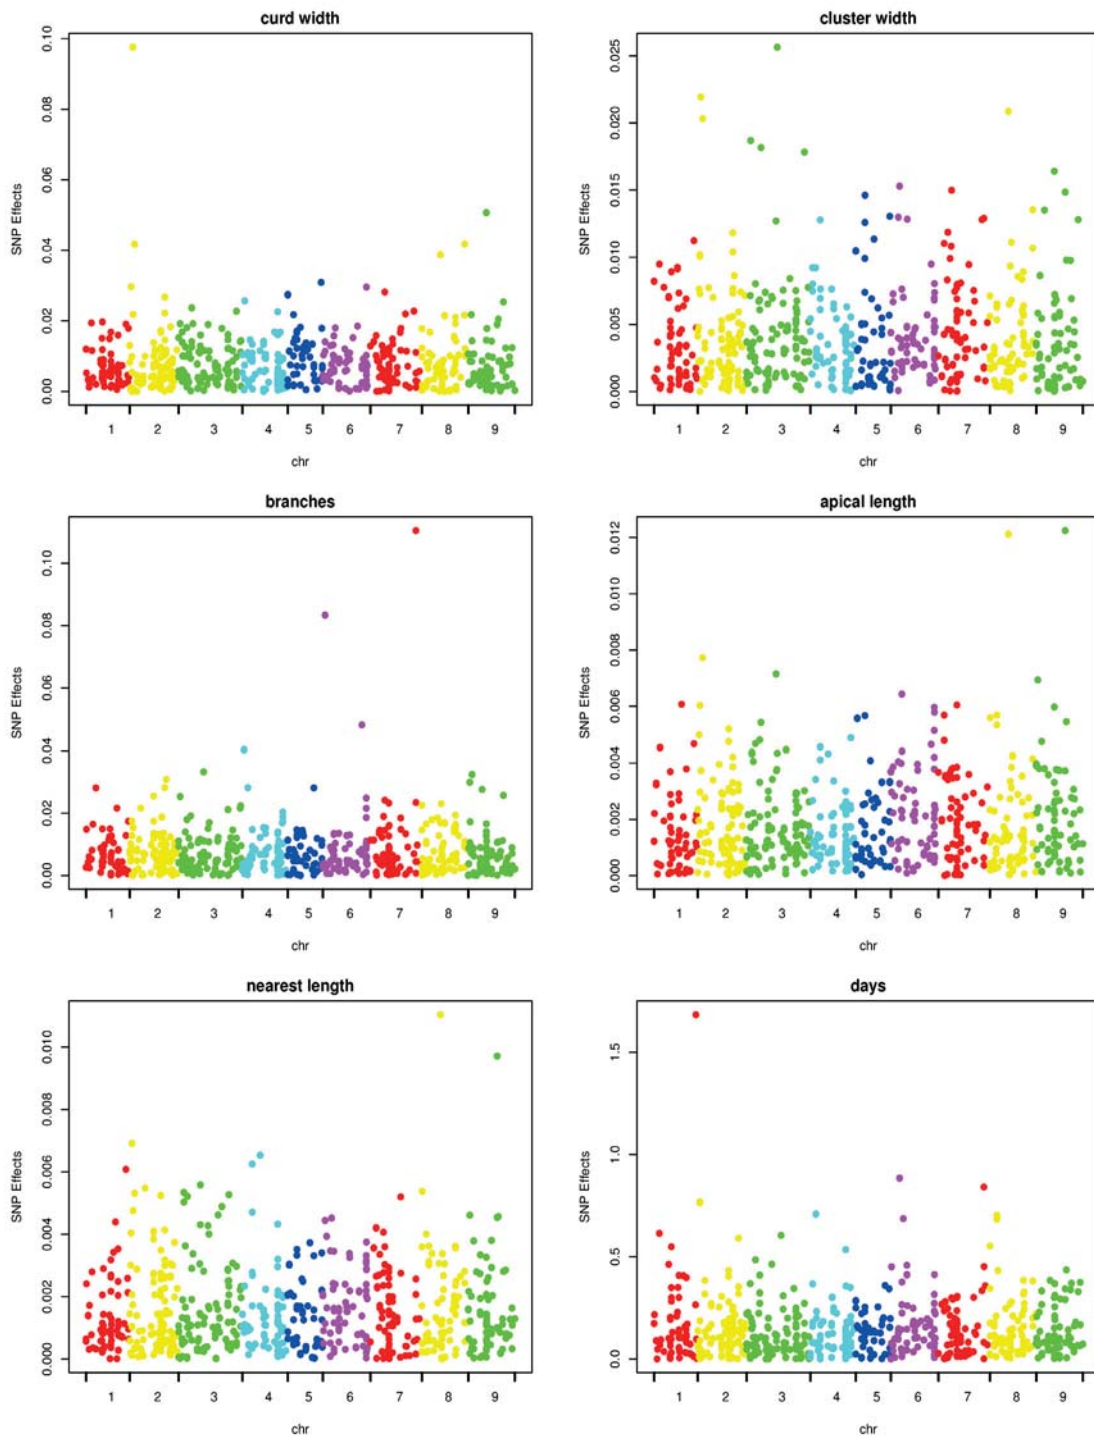 curd width
SNP Effects
0.10
0.08
0.06
0.04
0.02
0.00
1 2 3 4 5 6 7 8 9
chr
cluster width
SNP Effects
0.025
0.020
0.015
0.010
0.005
0.000
1 2 3 4 5 6 7 8 9
chr
branches
SNP Effects
0.10
0.08
0.06
0.04
0.02
0.00
1 2 3 4 5 6 7 8 9
chr
apical length
SNP Effects
0.012
0.010
0.008
0.006
0.004
0.002
0.000
1 2 3 4 5 6 7 8 9
chr
nearest length
SNP Effects
0.010
0.008
0.006
0.004
0.002
0.000
1 2 3 4 5 6 7 8 9
chr
days
SNP Effects
1.5
1.0
0.5
0.0
1 2 3 4 5 6 7 8 9
chr